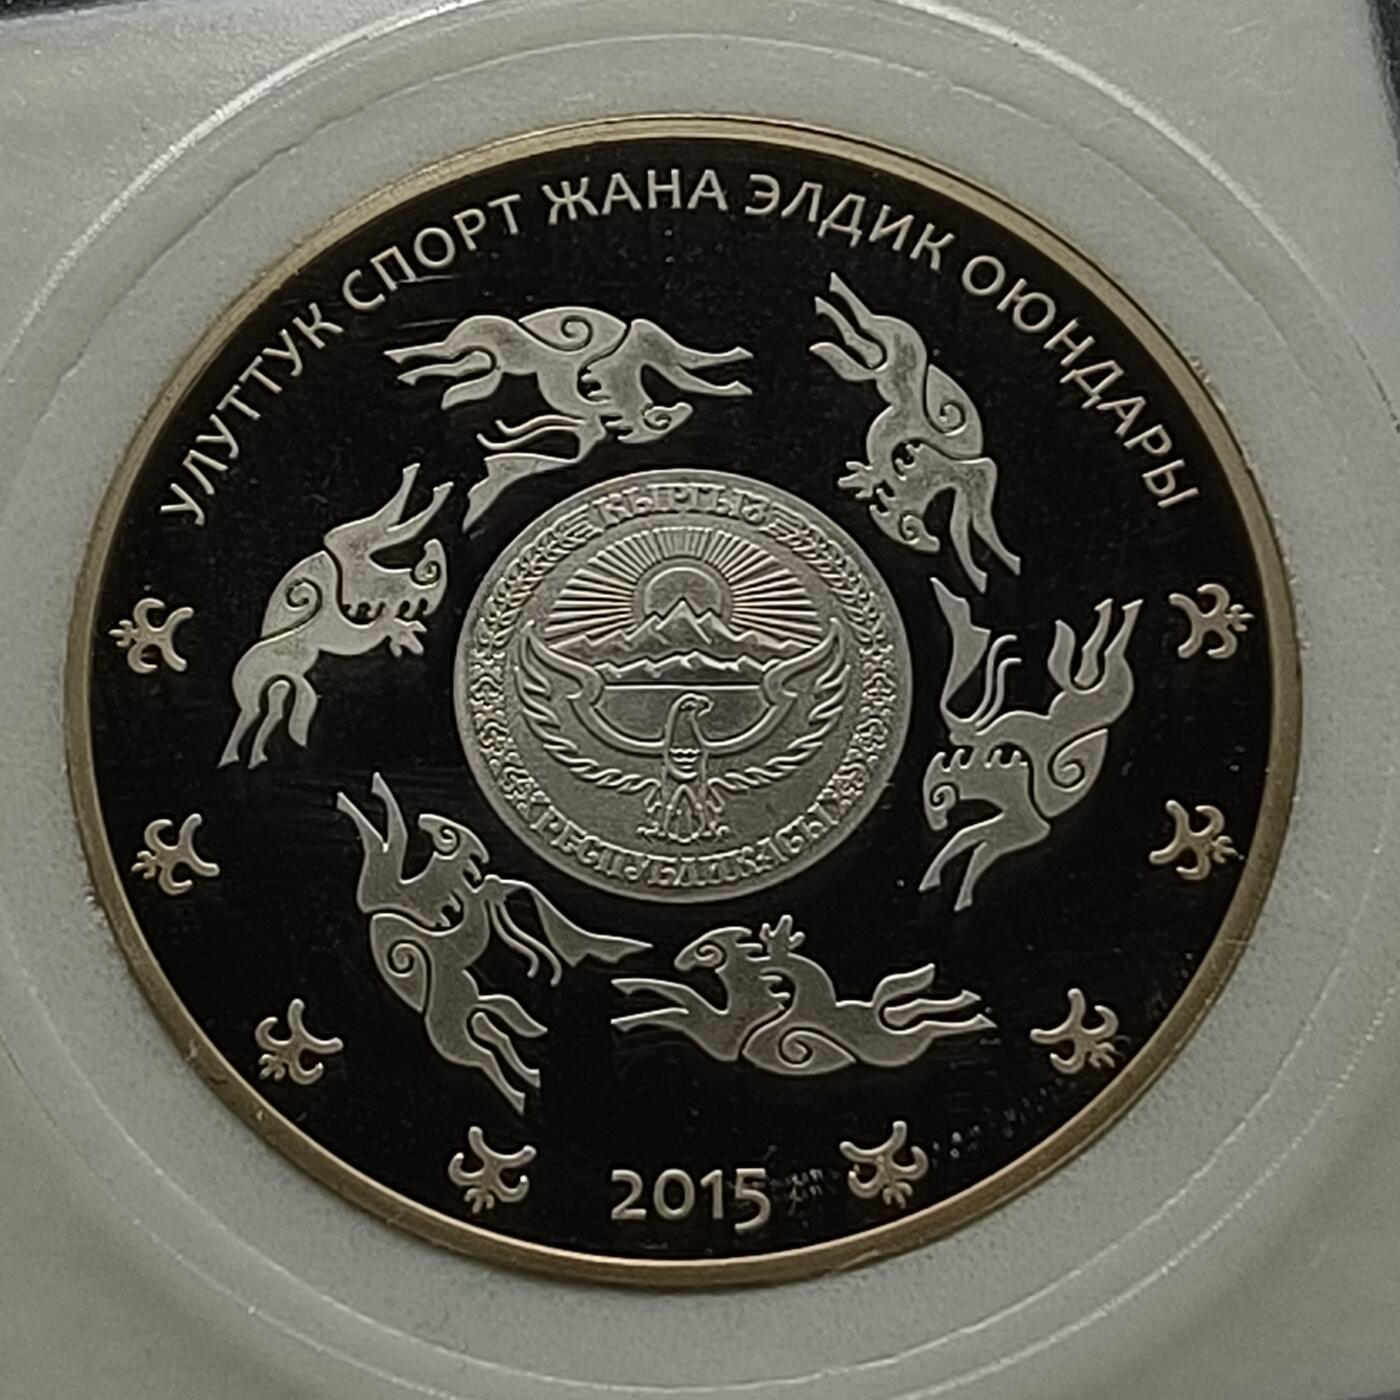 УЛУТТУК СПОРТ ЖАНА ЭЛДИК ОЮНДАРЫ
КЫРГЫЗ
РЕСПУБЛИКАСЫ
2015